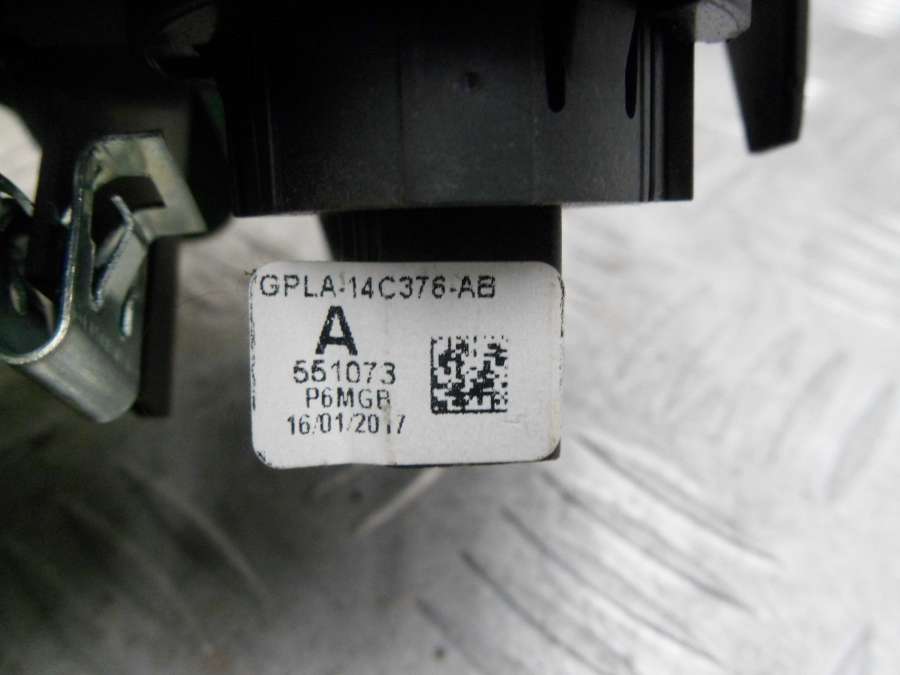 GPLA-14C376-AB
A
551073
P6MGB
16/01/2017